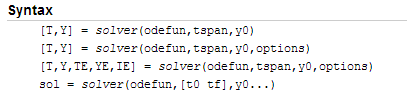 Syntax
[T,Y] = solver(odefun,tspan,y0)
[T,Y] = solver(odefun,tspan,y0,options)
[T,Y,TE,YE,IE] = solver(odefun,tspan,y0,options)
sol = solver(odefun,[t0 tf],y0...)